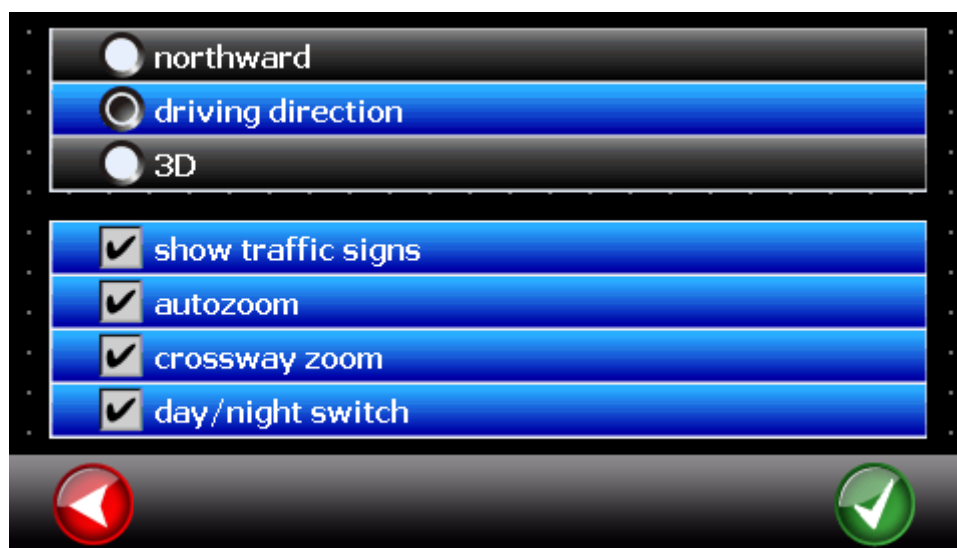 northward
driving direction
3D
show traffic signs
autozoom
crossway zoom
day/night switch